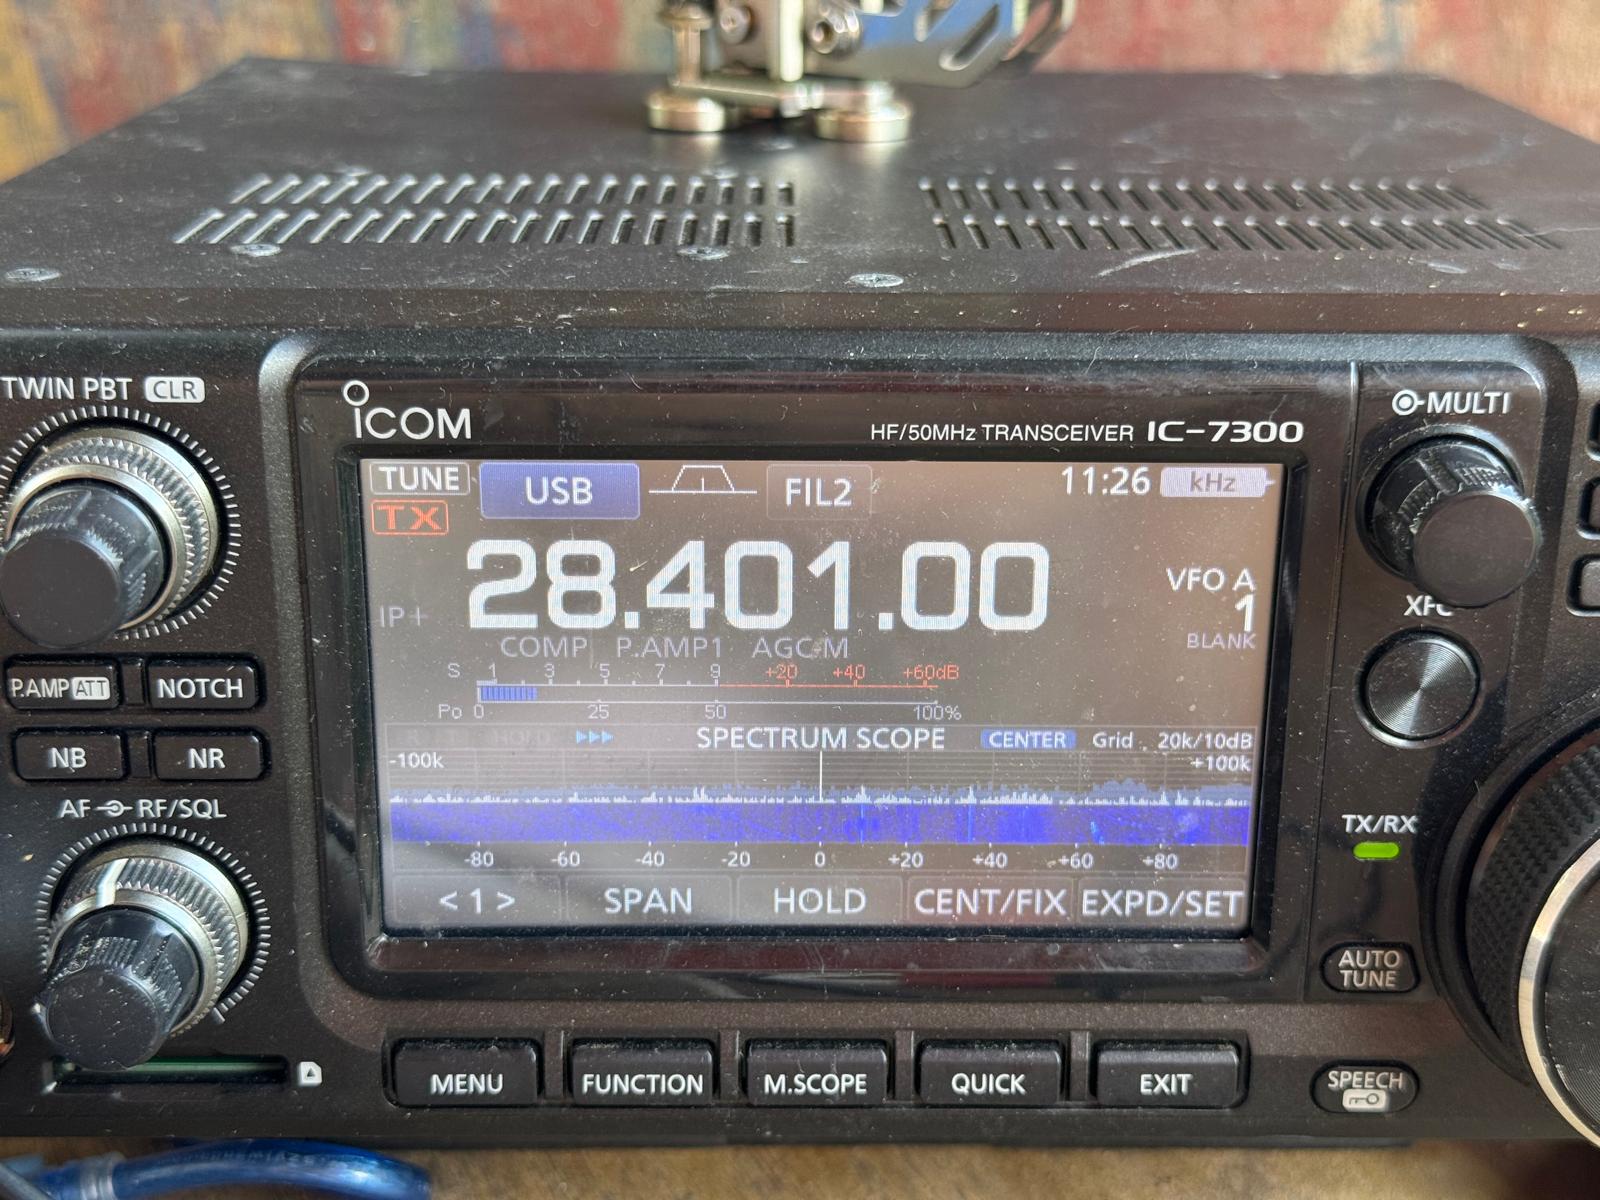 TWIN PBT CLR
ICOM
HF/50MHz TRANSCEIVER IC-7300
MULTI
TUNE USB FIL2 11:26 kHz
TX
28.401.00
VFO A
IP+
1
XFC
COMP P.AMP1 AGC-M
BLANK
S 1 3 5 7 9 +20 +40 +60dB
Po 0 25 50 100%
P.AMP ATT NOTCH
NB NR
HOLD SPECTRUM SCOPE CENTER Grid 20k/10dB
-100k +100k
AF RF/SQL
TX/RX
-80 -60 -40 -20 0 +20 +40 +60 +80
< 1 > SPAN HOLD CENT/FIX EXPD/SET
AUTO
TUNE
MENU FUNCTION M.SCOPE QUICK EXIT
SPEECH